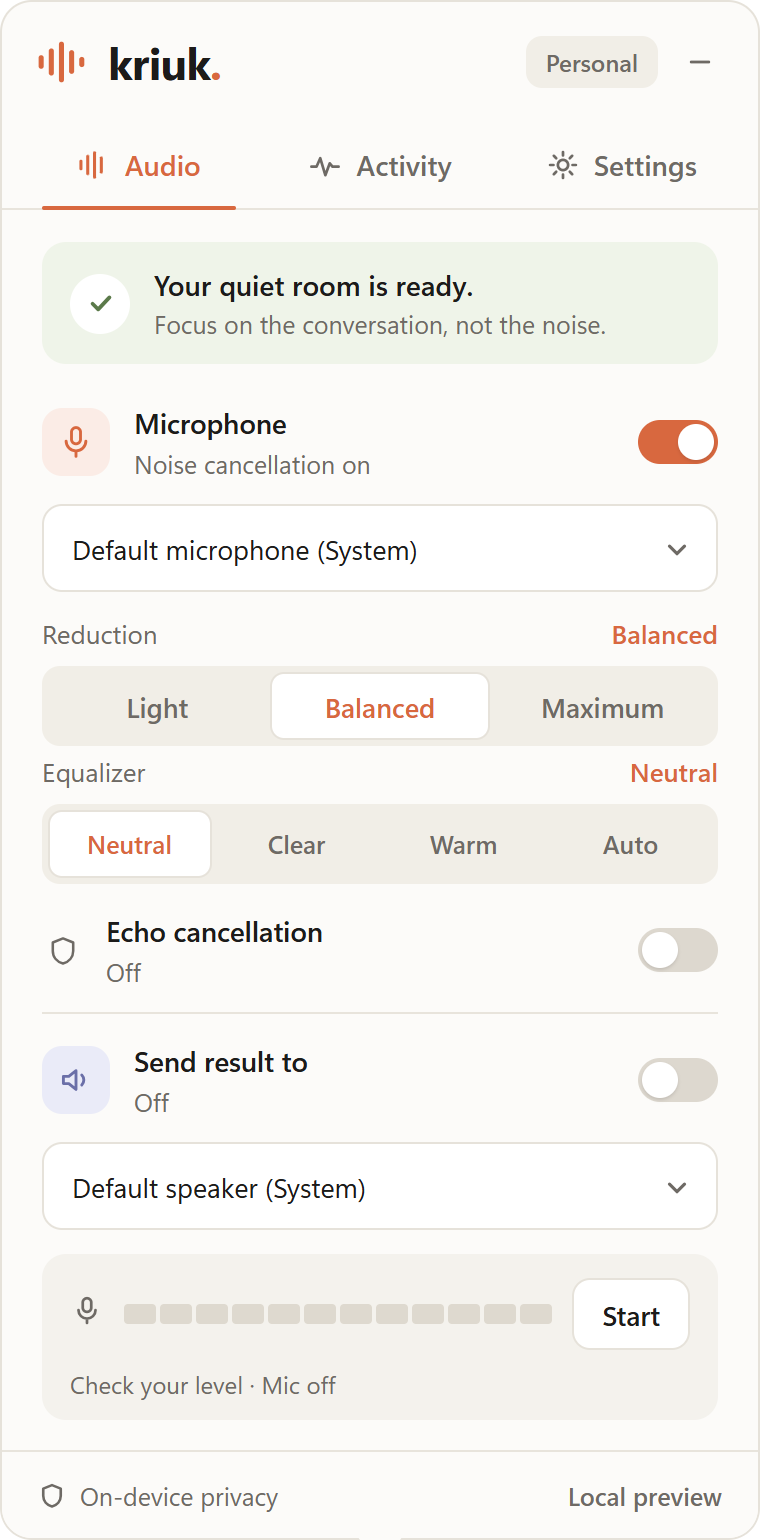 kriuk.
Personal
Audio
Activity
Settings
Your quiet room is ready.
Focus on the conversation, not the noise.
Microphone
Noise cancellation on
Default microphone (System)
Reduction
Balanced
Light
Balanced
Maximum
Equalizer
Neutral
Neutral
Clear
Warm
Auto
Echo cancellation
Off
Send result to
Off
Default speaker (System)
Start
Check your level · Mic off
On-device privacy
Local preview